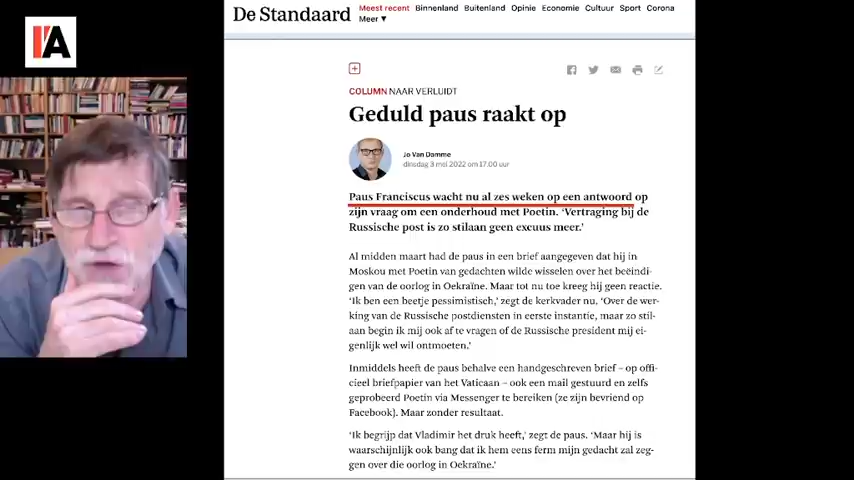 IA
De Standaard
Meest recent Binnenland Buitenland Opinie Economie Cultuur Sport Corona
Meer ▼
COLUMN NAAR VERLUIDT
Geduld paus raakt op
Jo Van Damme
dinsdag 3 mei 2022 om 17.00 uur
Paus Franciscus wacht nu al zes weken op een antwoord op
zijn vraag om een onderhoud met Poetin. ‘Vertraging bij de
Russische post is zo stilaan geen excuus meer.’
Al midden maart had de paus in een brief aangegeven dat hij in
Moskou met Poetin van gedachten wilde wisselen over het beëindi-
gen van de oorlog in Oekraïne. Maar tot nu toe kreeg hij geen reactie.
‘Ik ben een beetje pessimistisch,’ zegt de kerkvader nu. ‘Over de wer-
king van de Russische postdiensten in eerste instantie, maar zo stil-
aan begin ik mij ook af te vragen of de Russische president mij ei-
genlijk wel wil ontmoeten.’
Inmiddels heeft de paus behalve een handgeschreven brief – op offi-
cieel briefpapier van het Vaticaan – ook een mail gestuurd en zelfs
geprobeerd Poetin via Messenger te bereiken (ze zijn bevriend op
Facebook). Maar zonder resultaat.
‘Ik begrijp dat Vladimir het druk heeft,’ zegt de paus. ‘Maar hij is
waarschijnlijk ook bang dat ik hem eens ferm mijn gedacht zal zeg-
gen over die oorlog in Oekraïne.’